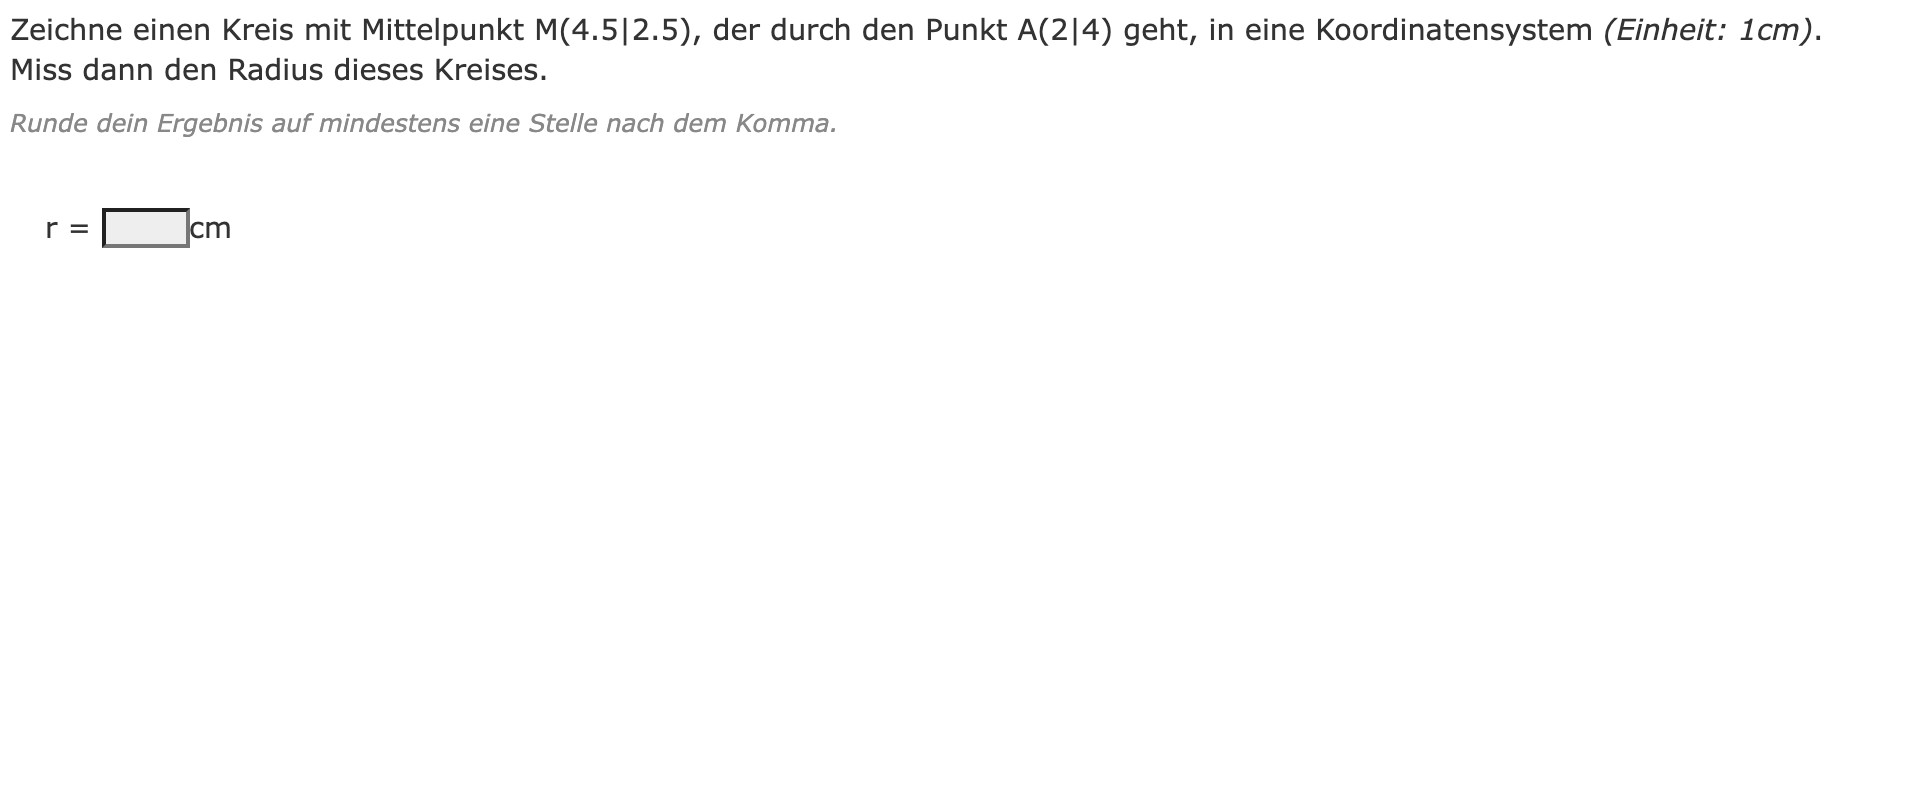 Zeichne einen Kreis mit Mittelpunkt M(4.5|2.5), der durch den Punkt A(2|4) geht, in eine Koordinatensystem (Einheit: 1cm).
Miss dann den Radius dieses Kreises.
Runde dein Ergebnis auf mindestens eine Stelle nach dem Komma.
r = cm